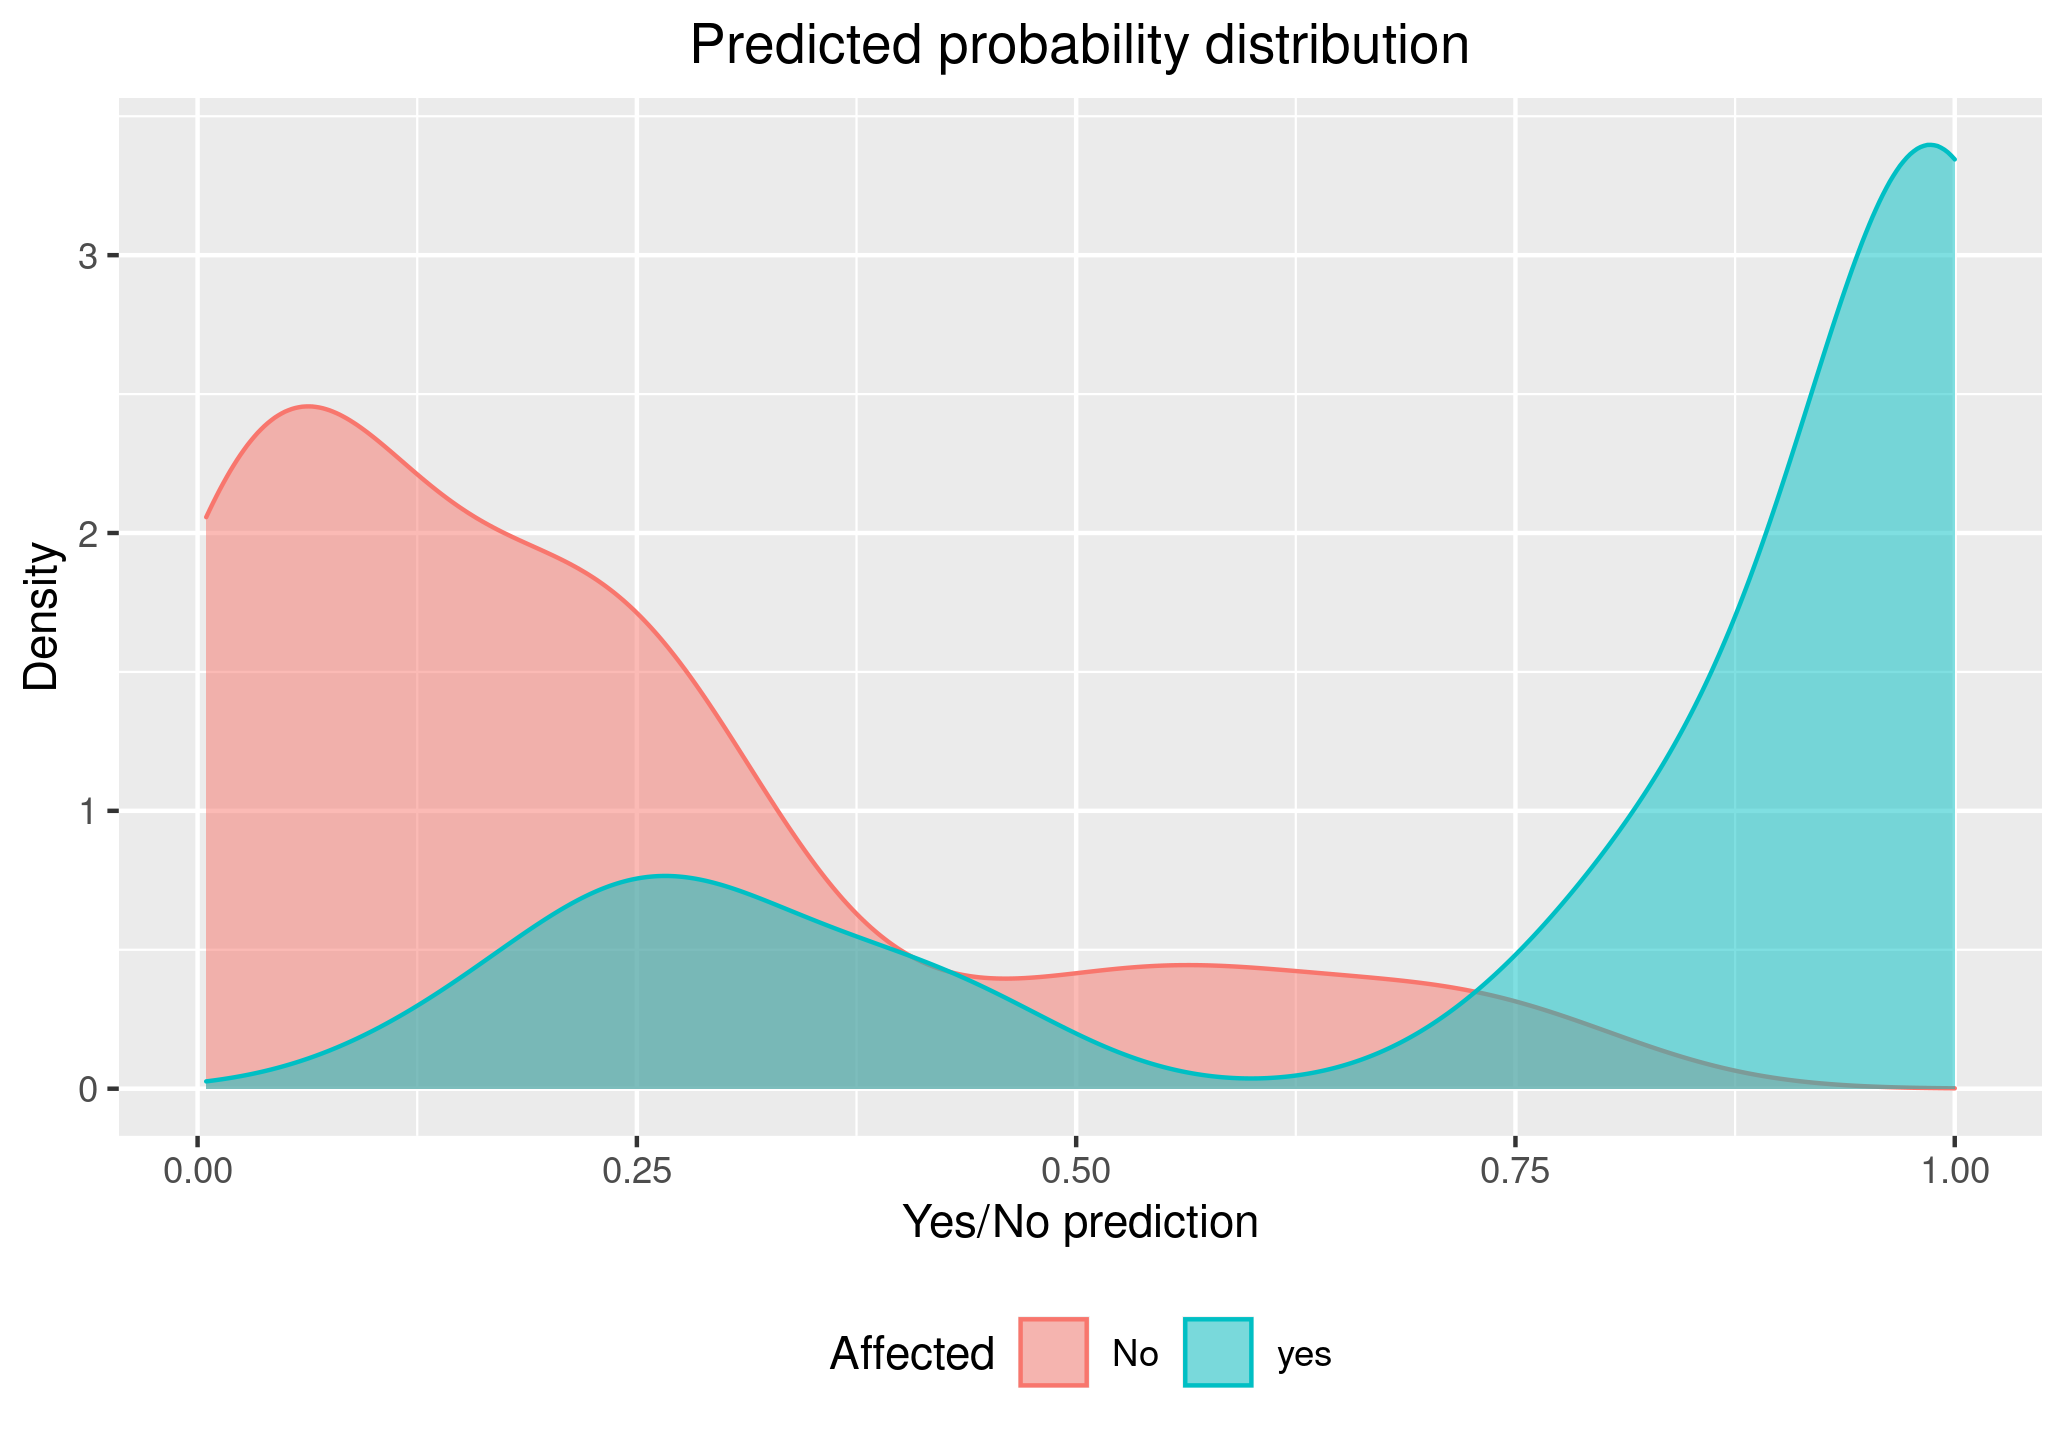 Predicted probability distribution
Density
3
2
1
0
0.00 0.25 0.50 0.75 1.00
Yes/No prediction
Affected No yes